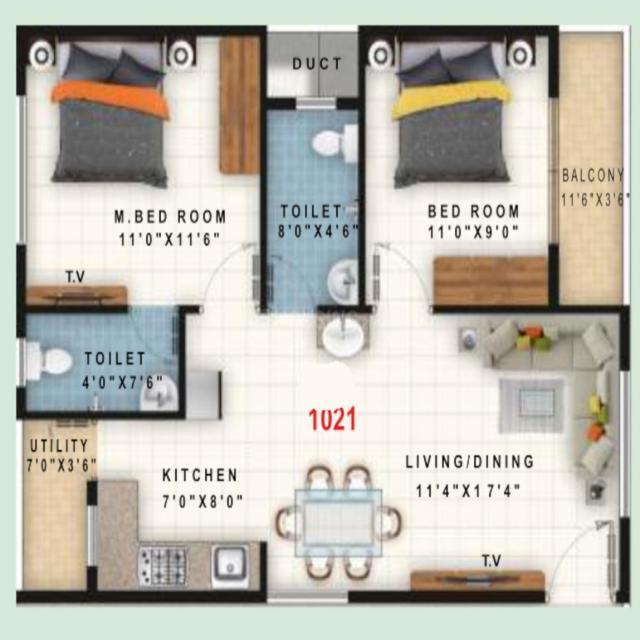 DUCT
M.BED ROOM
11'0"X11'6"
TOILET
8'0"X4'6"
BED ROOM
11'0"X9'0"
BALCONY
11'6"X3'6"
T.V
TOILET
4'0"X7'6"
1021
UTILITY
7'0"X3'6"
KITCHEN
7'0"X8'0"
LIVING/DINING
11'4"X17'4"
T.V